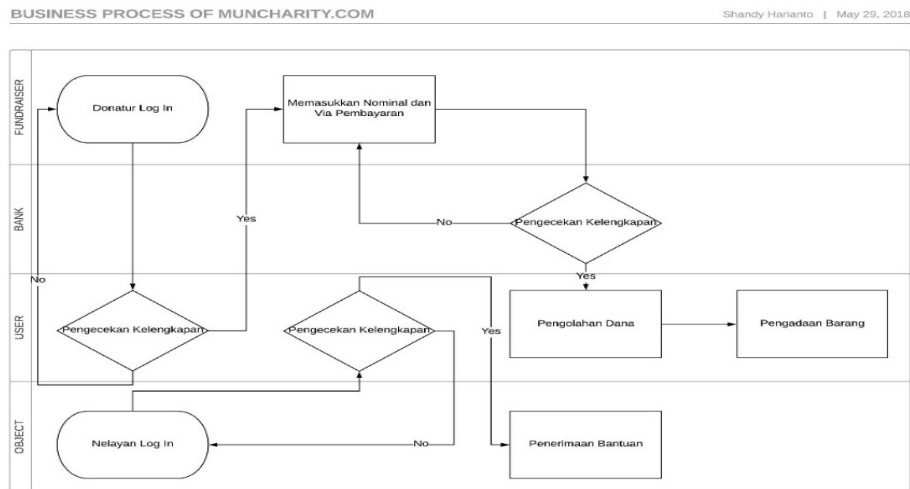 BUSINESS PROCESS OF MUNCHARITY.COM
Shandy Harianto | May 29, 2018
FUNDRAISER
Donatur Log In
Memasukkan Nominal dan
Via Pembayaran
BANK
Yes
No
Pengecekan Kelengkapan
Yes
No
USER
Pengecekan Kelengkapan
Pengecekan Kelengkapan
Yes
Pengolahan Dana
Pengadaan Barang
OBJECT
Nelayan Log In
No
Penerimaan Bantuan